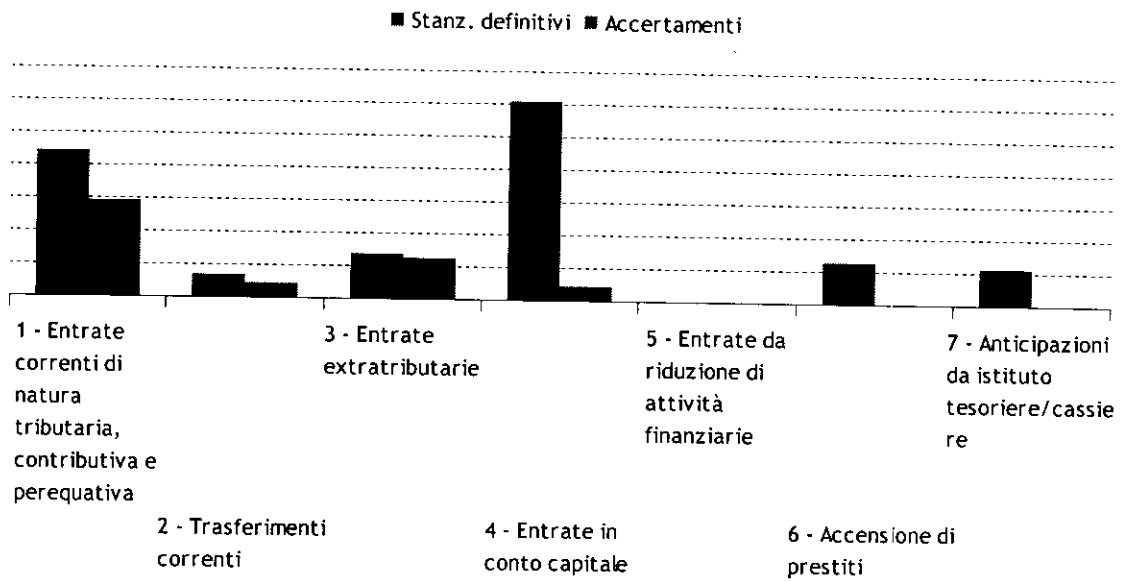 ■ Stanz. definitivi ■ Accertamenti
1 - Entrate
correnti di
natura
tributaria,
contributiva e
perequativa
2 - Trasferimenti
correnti
3 - Entrate
extratributarie
4 - Entrate in
conto capitale
5 - Entrate da
riduzione di
attività
finanziarie
6 - Accensione di
prestiti
7 - Anticipazioni
da istituto
tesoriere/cassie
re